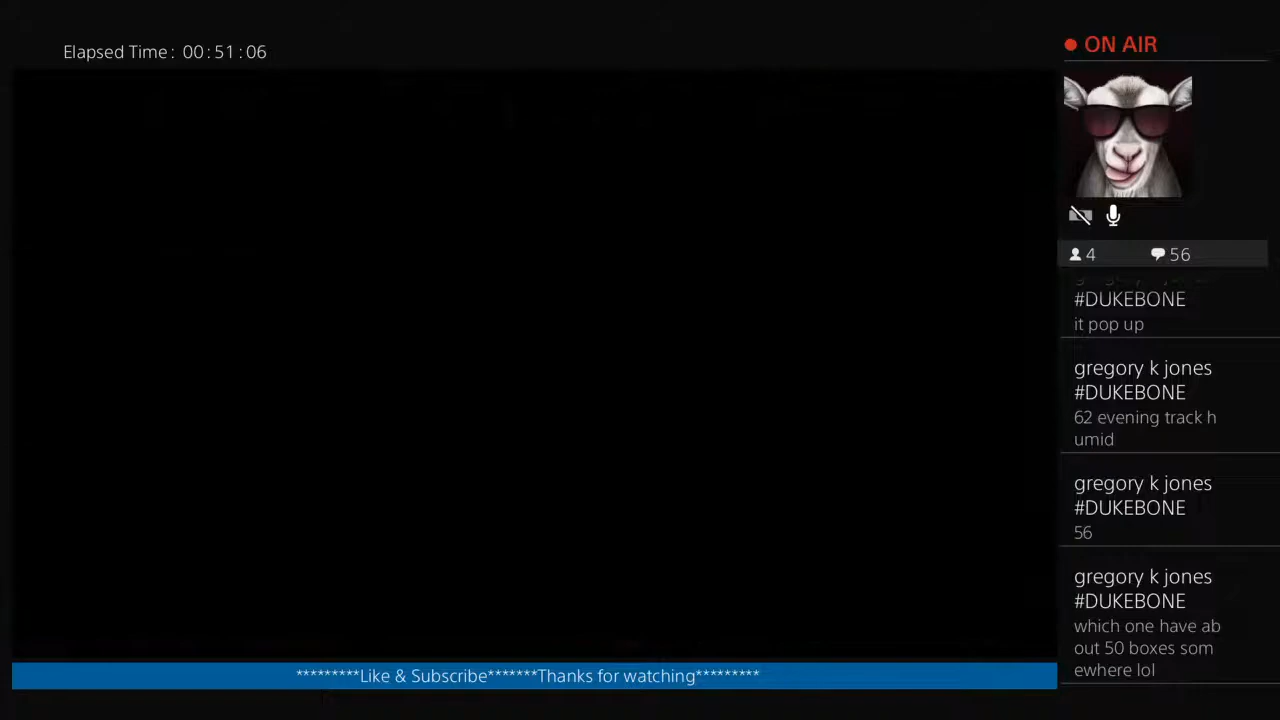 Elapsed Time: 00:51:06
ON AIR
4 56
#DUKEBONE
it pop up
gregory k jones
#DUKEBONE
62 evening track h
umid
gregory k jones
#DUKEBONE
56
gregory k jones
#DUKEBONE
which one have ab
out 50 boxes som
ewhere lol
*********Like & Subscribe*******Thanks for watching*********